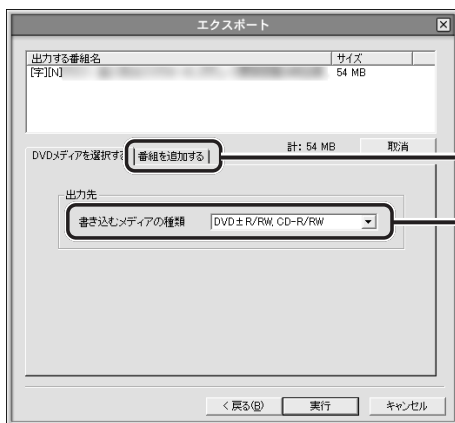 エクスポート
出力する番組名 サイズ
[字][N] 54 MB
計: 54 MB 取消
DVDメディアを選択す 番組を追加する
出力先
書き込むメディアの種類 DVD±R/RW, CD-R/RW
< 戻る(B) 実行 キャンセル